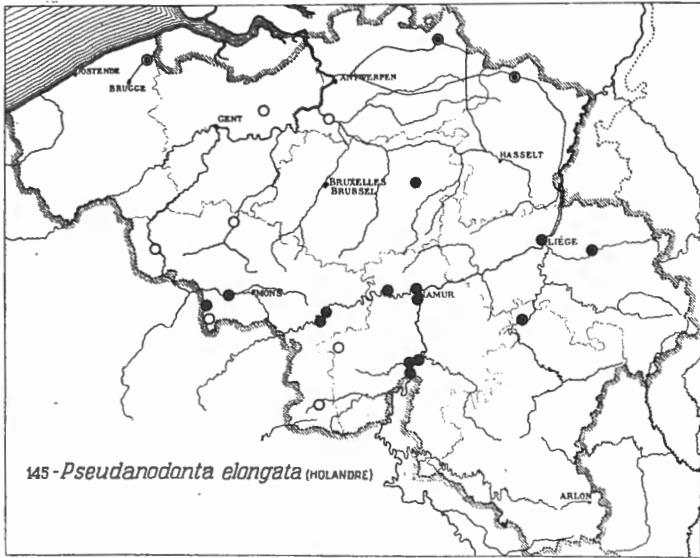 OSTENDE
BRUGGE
ANTWERPEN
GENT
HASSELT
BRUXELLES
BRUSSEL
LIÉGE
MONS
NAMUR
145 - Pseudanodonta elongata (HOLANDRE)
ARLON